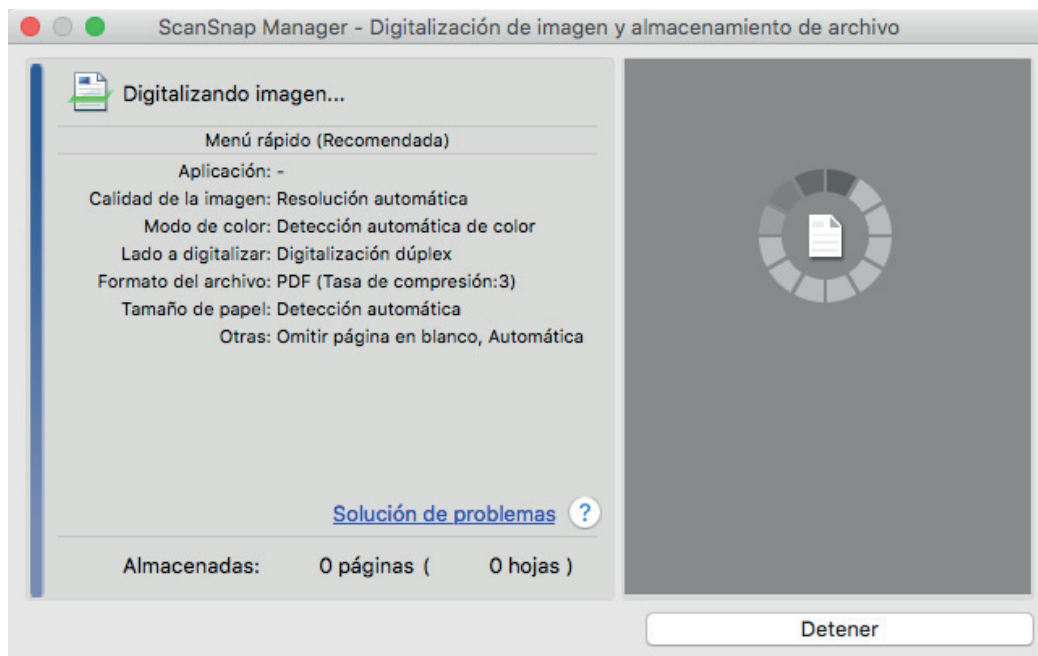 ScanSnap Manager - Digitalización de imagen y almacenamiento de archivo
Digitalizando imagen...
Menú rápido (Recomendada)
Aplicación: -
Calidad de la imagen: Resolución automática
Modo de color: Detección automática de color
Lado a digitalizar: Digitalización dúplex
Formato del archivo: PDF (Tasa de compresión:3)
Tamaño de papel: Detección automática
Otras: Omitir página en blanco, Automática
Solución de problemas ?
Almacenadas: 0 páginas ( 0 hojas )
Detener